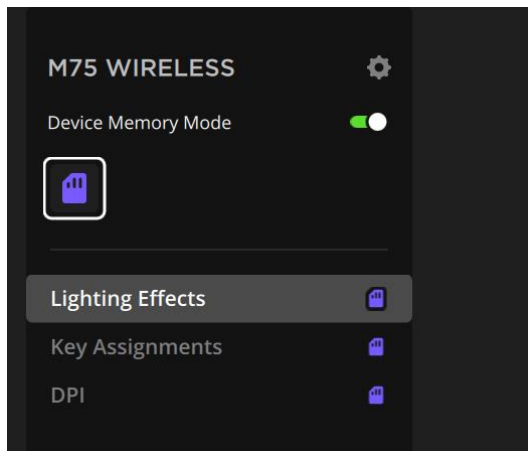 M75 WIRELESS
Device Memory Mode
Lighting Effects
Key Assignments
DPI